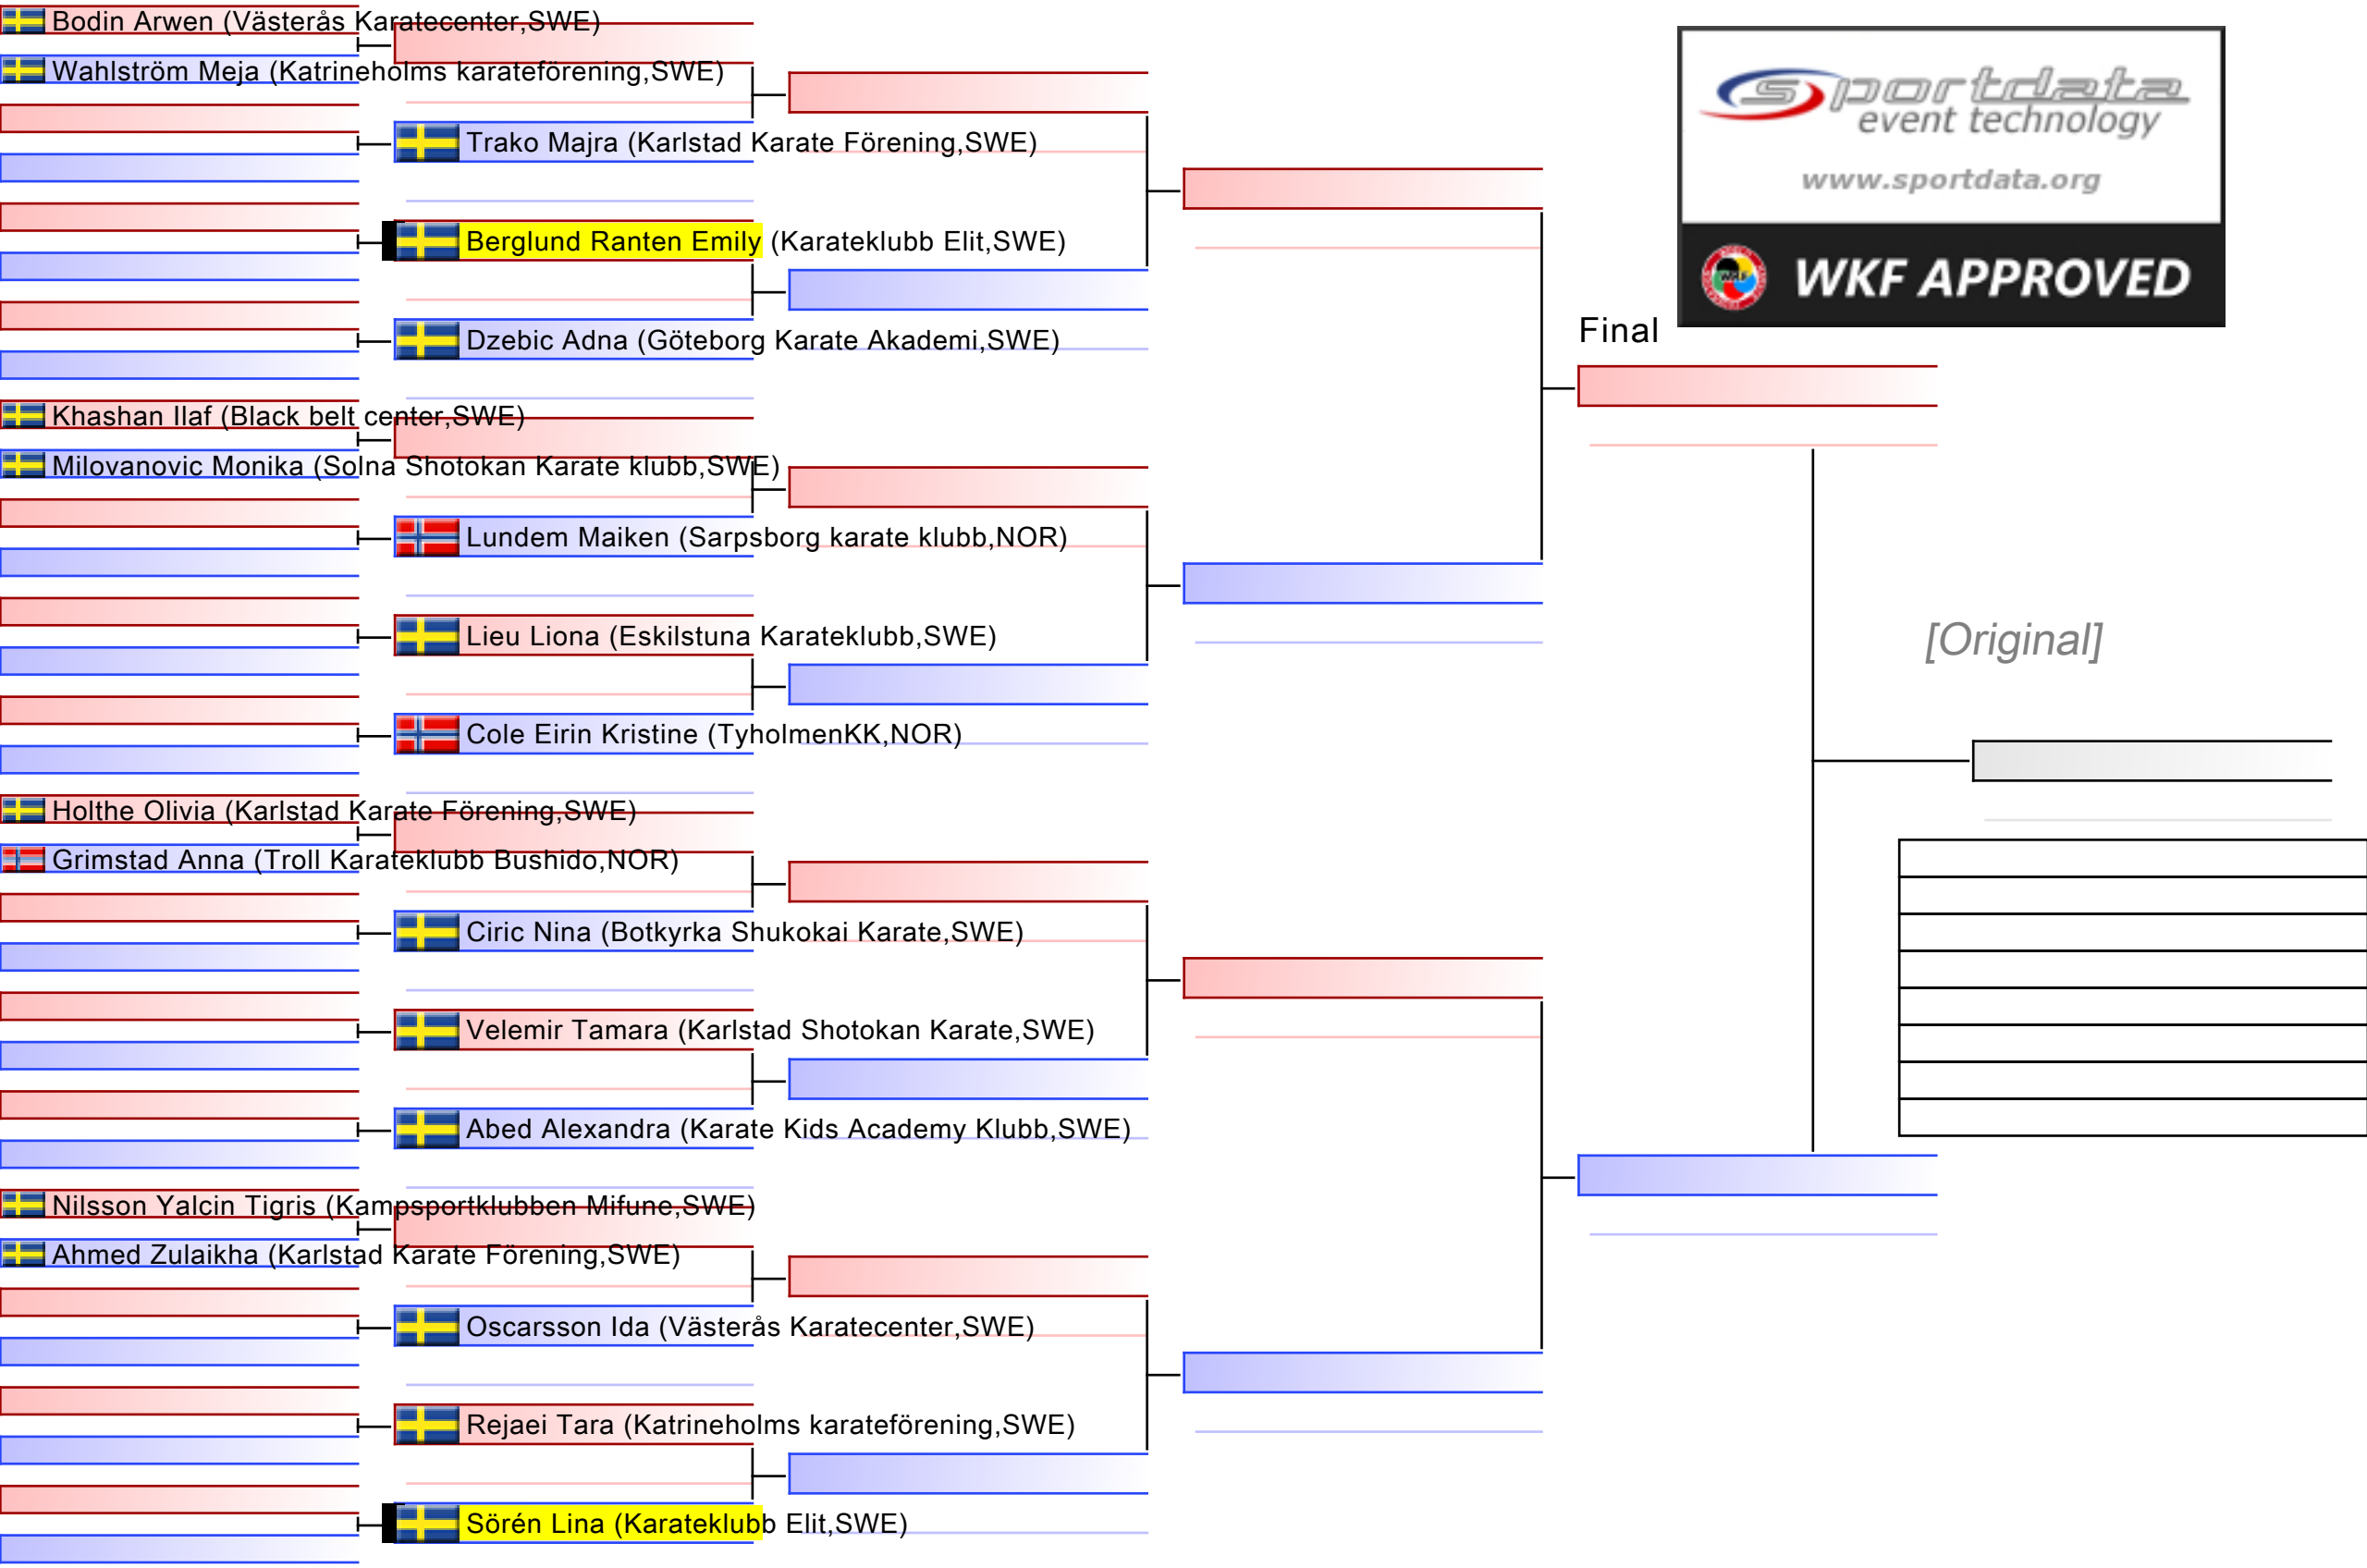 Bodin Arwen (Västerås Karatecenter,SWE)
Wahlström Meja (Katrineholms karateförening,SWE)
Trako Majra (Karlstad Karate Förening,SWE)
Berglund Ranten Emily (Karateklubb Elit,SWE)
Dzebic Adna (Göteborg Karate Akademi,SWE)
Khashan Ilaf (Black belt center,SWE)
Milovanovic Monika (Solna Shotokan Karate klubb,SWE)
Lundem Maiken (Sarpsborg karate klubb,NOR)
Lieu Liona (Eskilstuna Karateklubb,SWE)
Cole Eirin Kristine (TyholmenKK,NOR)
Holthe Olivia (Karlstad Karate Förening,SWE)
Grimstad Anna (Troll Karateklubb Bushido,NOR)
Ciric Nina (Botkyrka Shukokai Karate,SWE)
Velemir Tamara (Karlstad Shotokan Karate,SWE)
Abed Alexandra (Karate Kids Academy Klubb,SWE)
Nilsson Yalcin Tigris (Kampsportklubben Mifune,SWE)
Ahmed Zulaikha (Karlstad Karate Förening,SWE)
Oscarsson Ida (Västerås Karatecenter,SWE)
Rejaei Tara (Katrineholms karateförening,SWE)
Sörén Lina (Karateklubb Elit,SWE)
sportdata
event technology
www.sportdata.org
WKF
WKF APPROVED
Final
[Original]